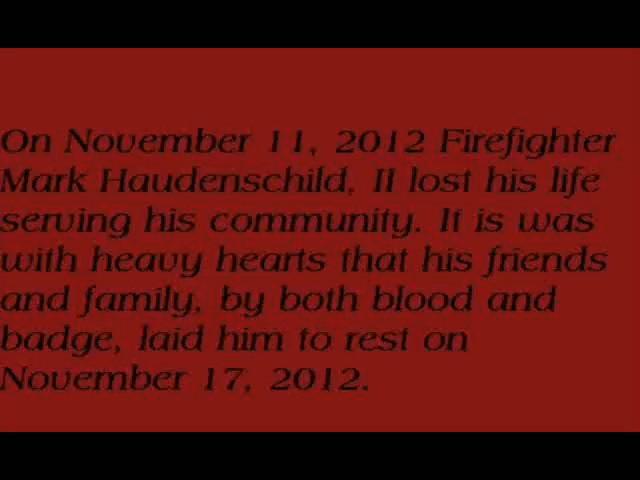 On November 11, 2012 Firefighter
Mark Haudenschild, II lost his life
serving his community. It is was
with heavy hearts that his friends
and family, by both blood and
badge, laid him to rest on
November 17, 2012.